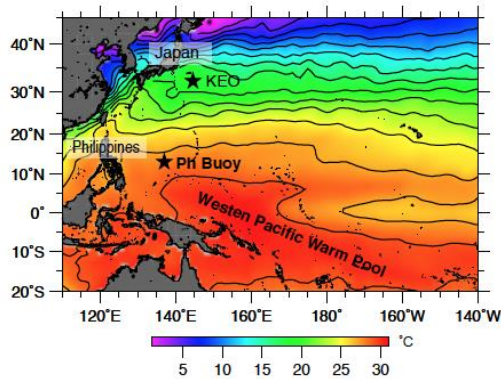 40°N
30°N
20°N
10°N
0°
10°S
20°S
Japan
KEO
Philippines
Ph Buoy
Westen Pacific Warm Pool
120°E
140°E
160°E
180°
160°W
140°W
°C
5
10
15
20
25
30